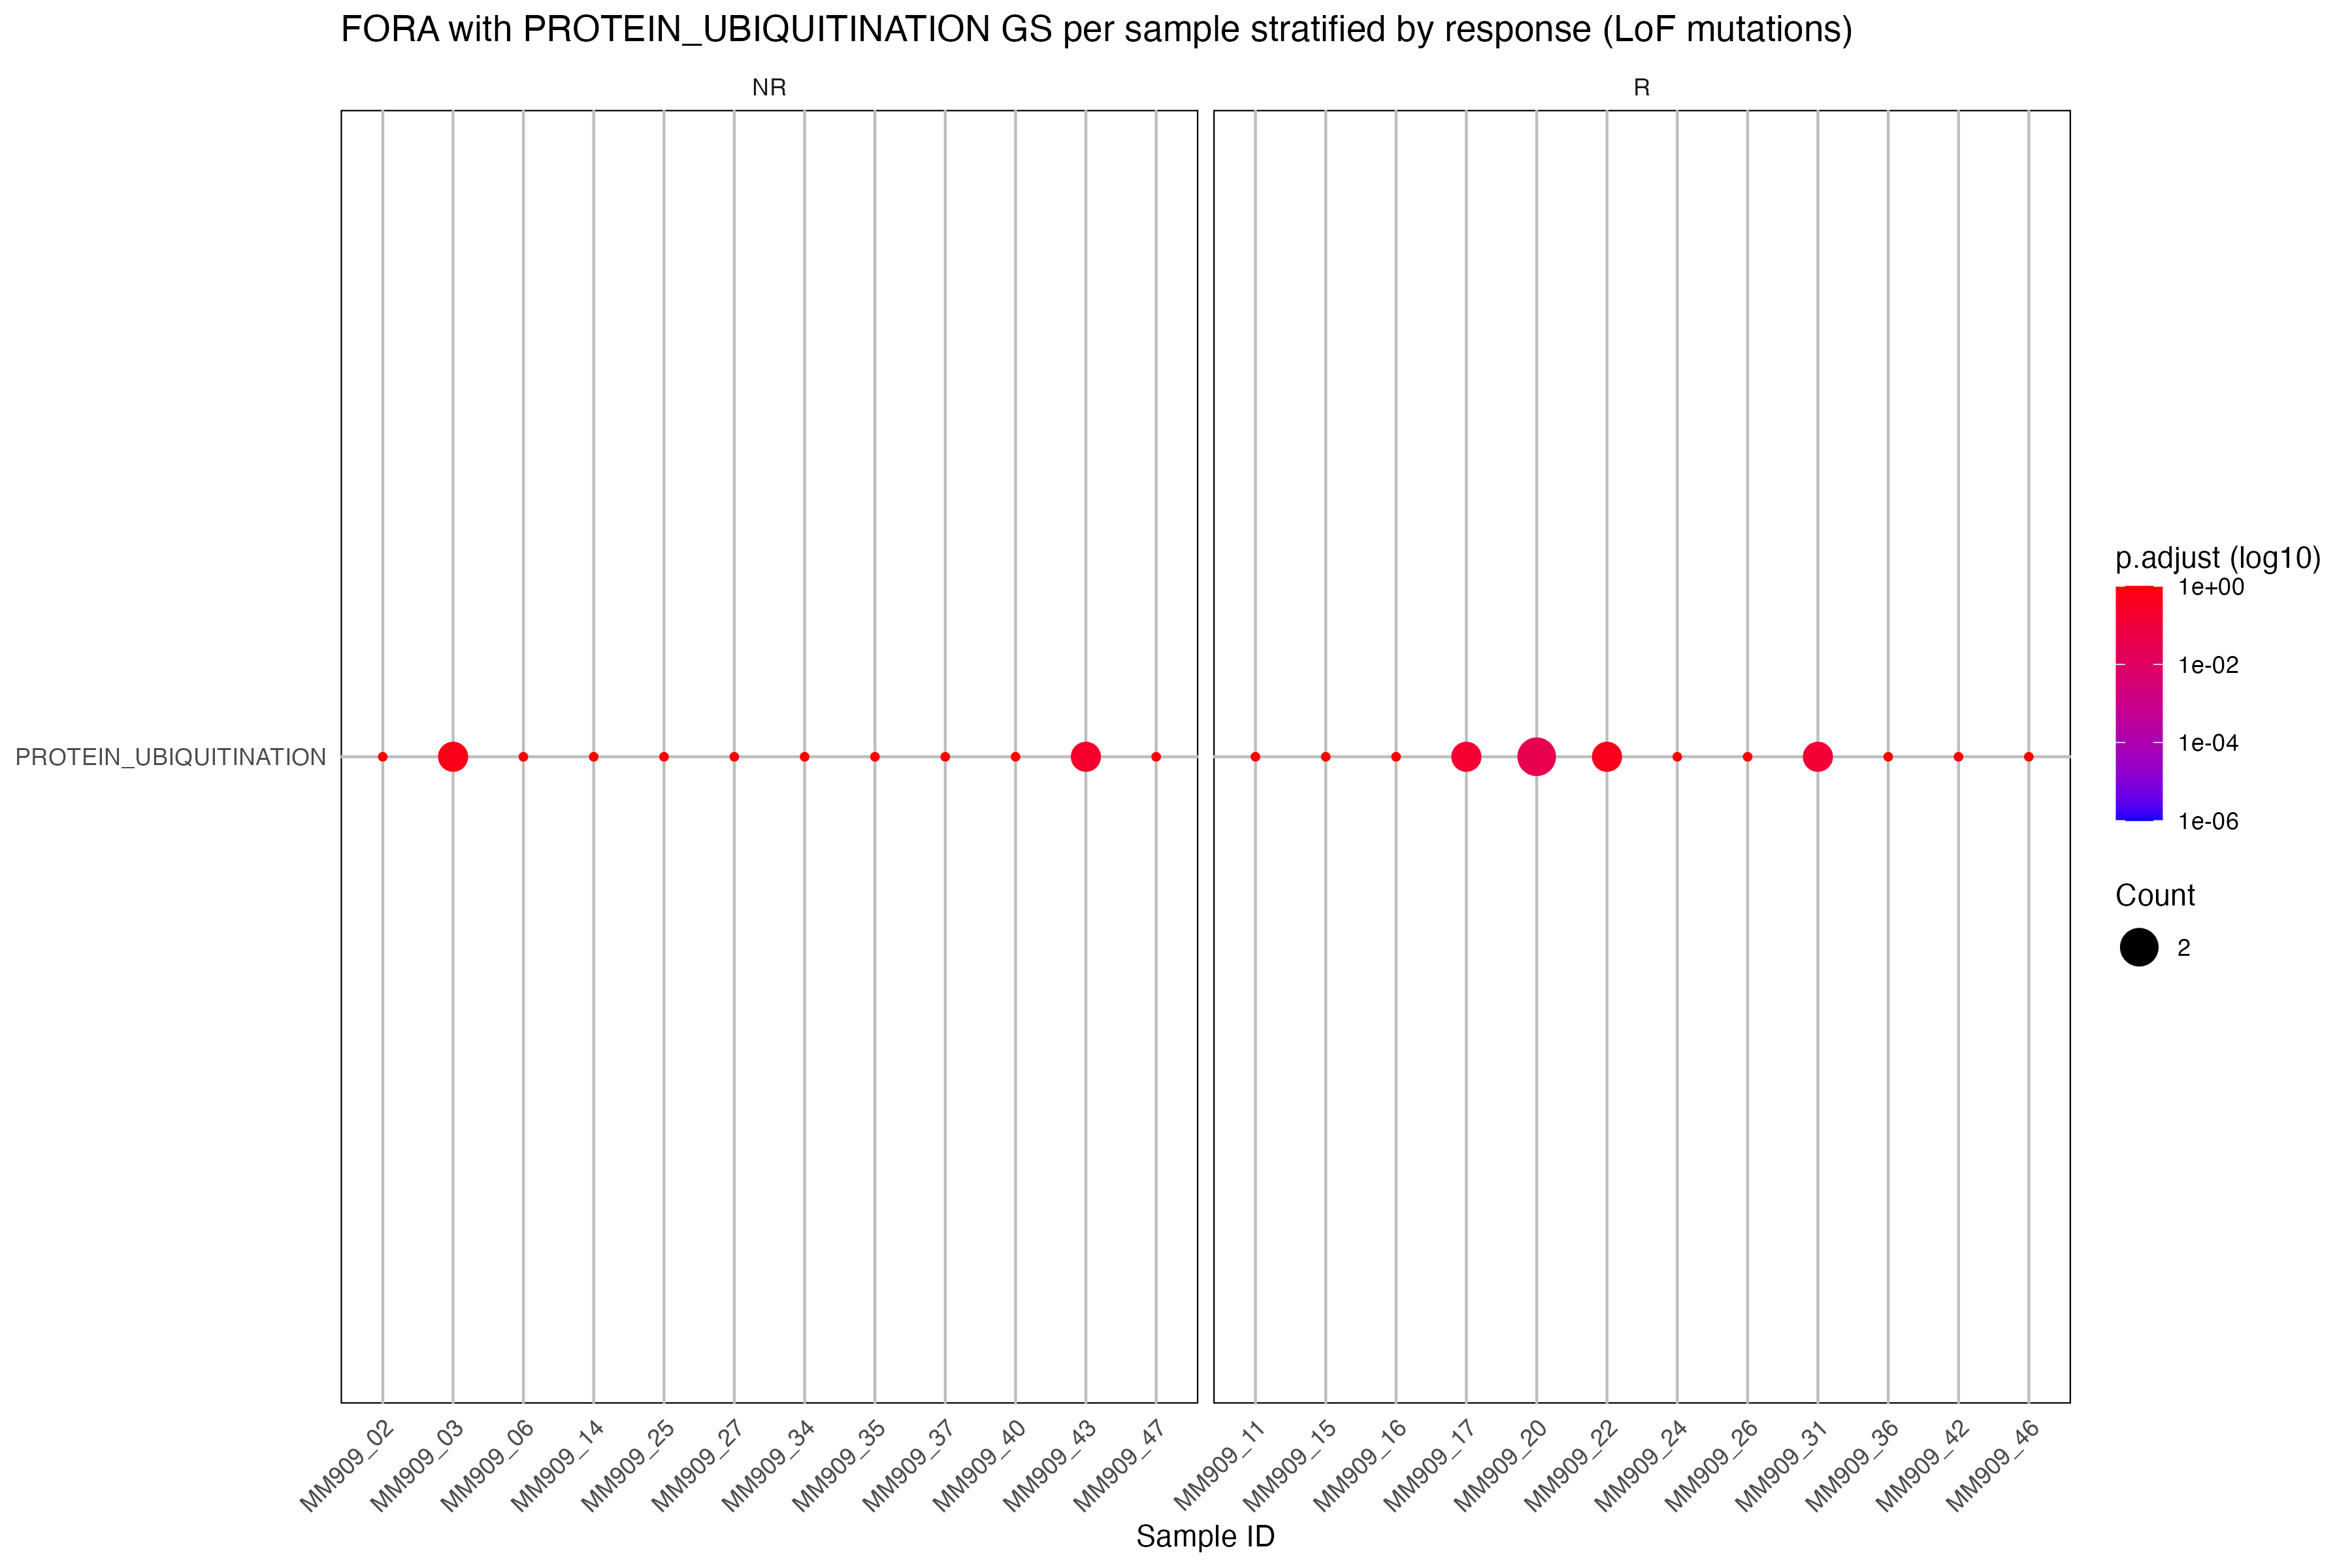 FORA with PROTEIN_UBIQUITINATION GS per sample stratified by response (LoF mutations)
NR
R
PROTEIN_UBIQUITINATION
p.adjust (log10)
1e+00
1e-02
1e-04
1e-06
Count
2
MM909_02
MM909_03
MM909_06
MM909_14
MM909_25
MM909_27
MM909_34
MM909_35
MM909_37
MM909_40
MM909_43
MM909_47
MM909_11
MM909_15
MM909_16
MM909_17
MM909_20
MM909_22
MM909_24
MM909_26
MM909_31
MM909_36
MM909_42
MM909_46
Sample ID